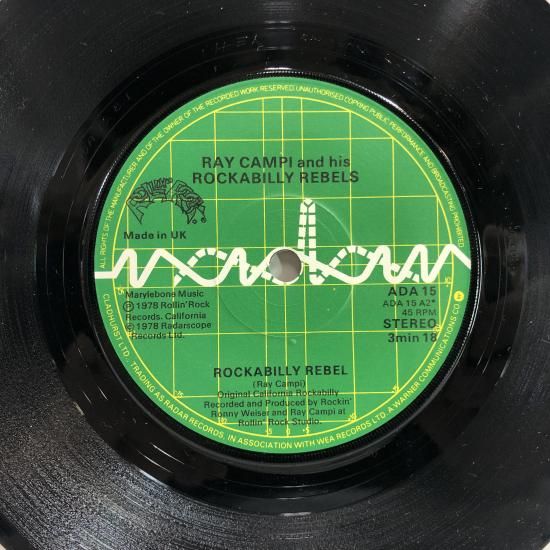 ALL RIGHTS OF THE MANUFACTURER AND OF THE OWNER OF THE RECORDED WORK RESERVED. UNAUTHORISED COPYING PUBLIC PERFORMANCE AND BROADCASTING PROHIBITED
RAY CAMPI and his
ROCKABILLY REBELS
Made in UK
Marylebone Music
Ⓟ 1978 Rollin' Rock
Records. California
© 1978 Radarscope
Records Ltd.
ADA 15
ADA 15 A2*
45 RPM
STEREO
3min 18
ROCKABILLY REBEL
(Ray Campi)
Original California Rockabilly
Recorded and Produced by Rockin'
Ronny Weiser and Ray Campi at
Rollin' Rock Studio.
CLADHURST LTD. TRADING AS RADAR RECORDS, IN ASSOCIATION WITH WEA RECORDS LTD. A WARNER COMMUNICATIONS CO